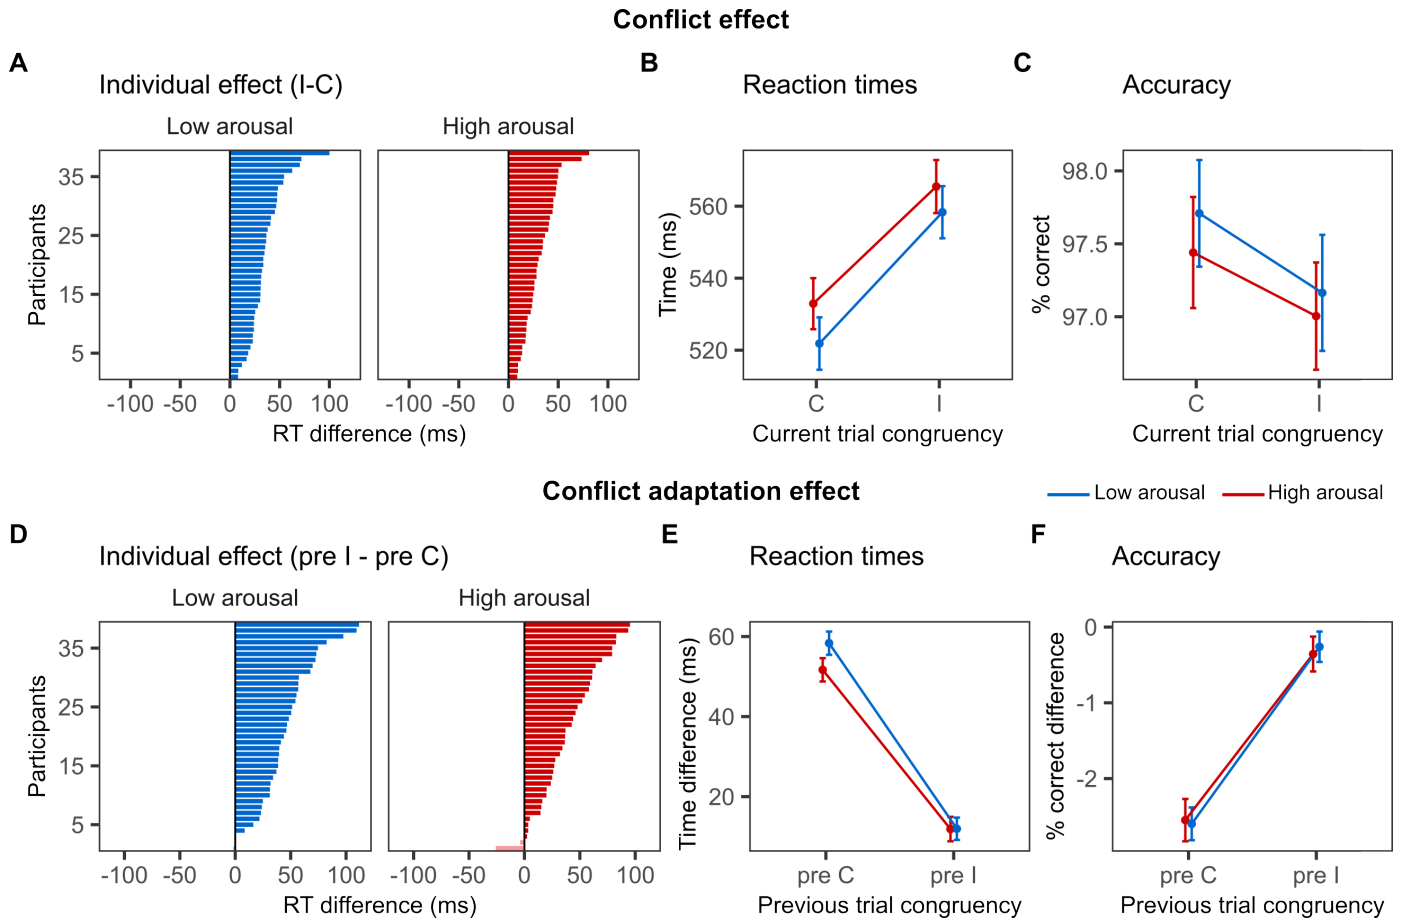 Conflict effect
A
B
C
Individual effect (I-C)
Reaction times
Accuracy
Low arousal
High arousal
Participants
35
25
15
5
-100 -50 0 50 100
-100 -50 0 50 100
RT difference (ms)
Time (ms)
560
540
520
C I
Current trial congruency
% correct
98.0
97.5
97.0
C I
Current trial congruency
Conflict adaptation effect
Low arousal High arousal
D
E
F
Individual effect (pre I - pre C)
Reaction times
Accuracy
Low arousal
High arousal
Participants
35
25
15
5
-100 -50 0 50 100
-100 -50 0 50 100
RT difference (ms)
Time difference (ms)
60
40
20
pre C pre I
Previous trial congruency
% correct difference
0
-1
-2
pre C pre I
Previous trial congruency